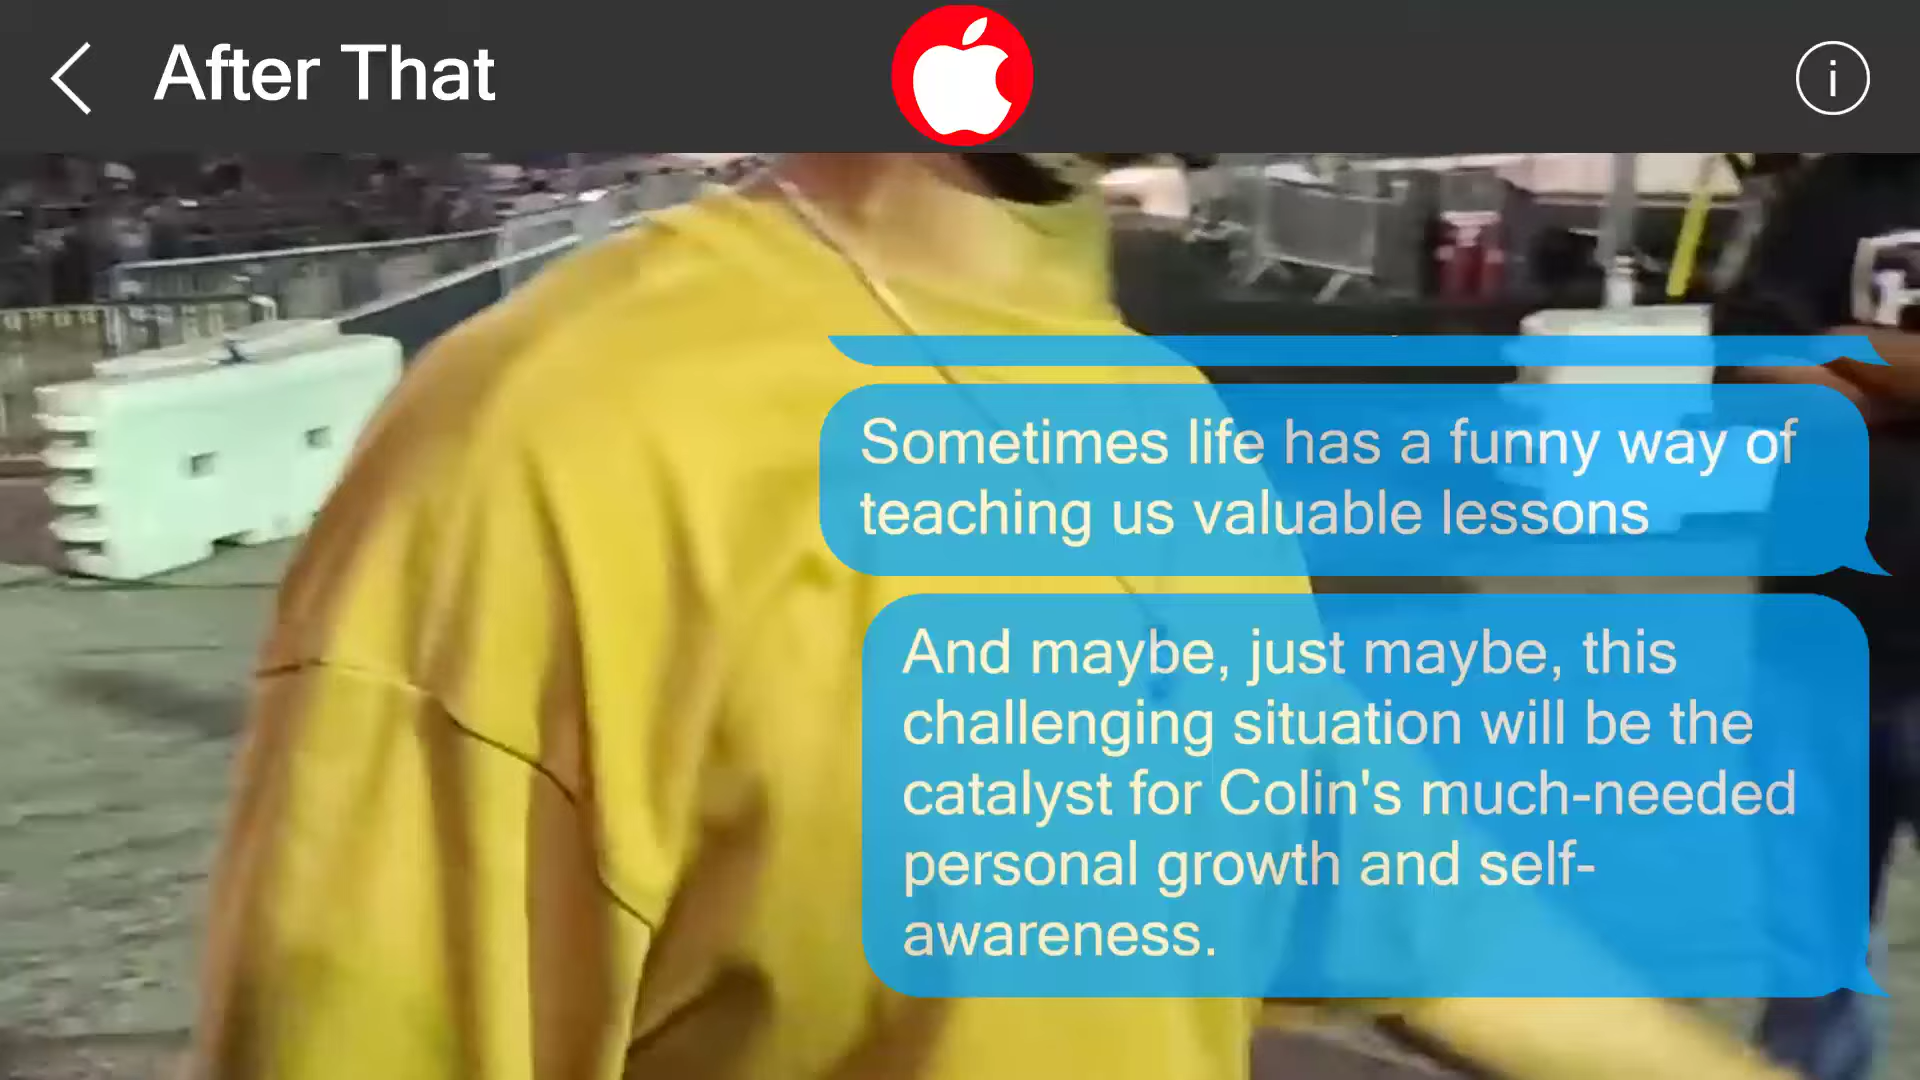 After That
Sometimes life has a funny way of
teaching us valuable lessons
And maybe, just maybe, this
challenging situation will be the
catalyst for Colin's much-needed
personal growth and self-
awareness.